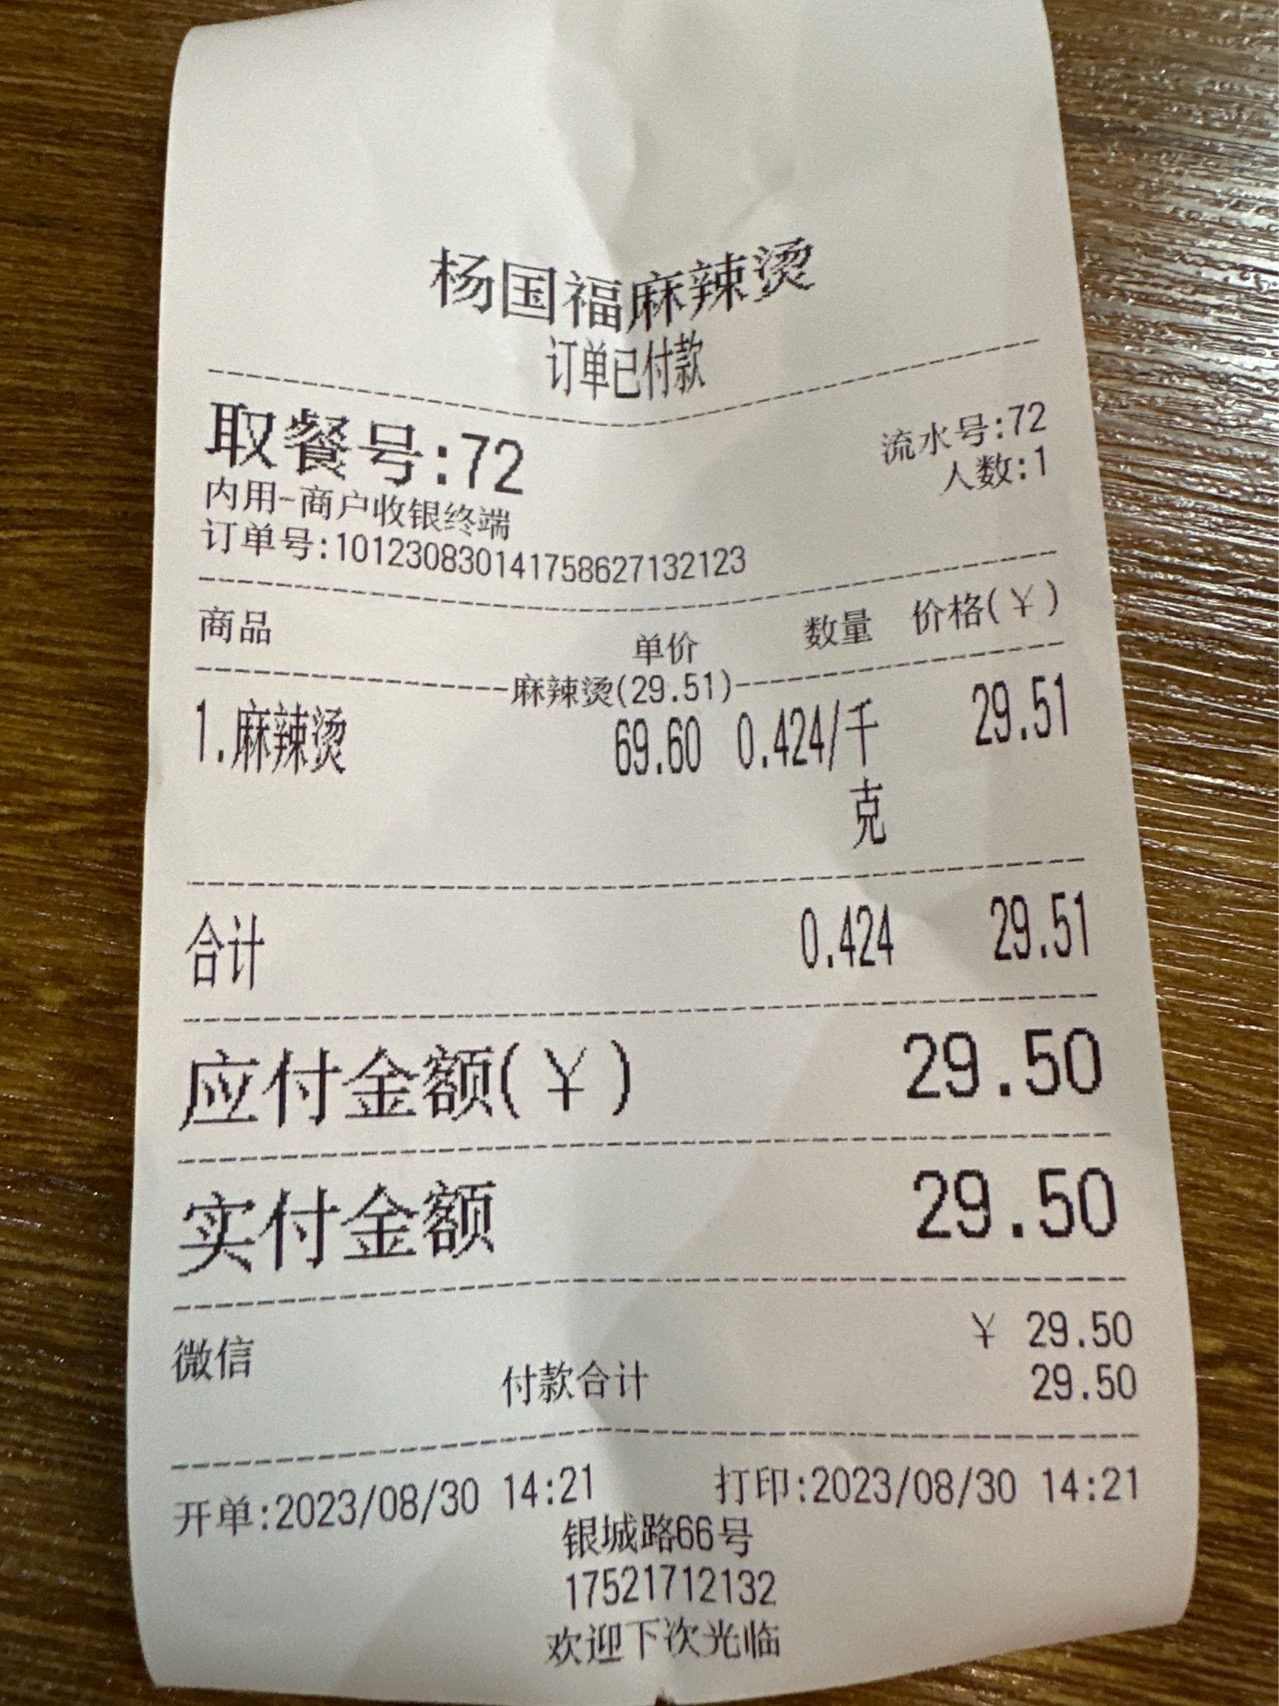 杨国福麻辣烫
订单已付款
取餐号:72 流水号:72
内用-商户收银终端 人数:1
订单号:101230830141758627132123
商品 单价 数量 价格(¥)
麻辣烫(29.51)
1.麻辣烫 69.60 0.424/千克 29.51
合计 0.424 29.51
应付金额(¥) 29.50
实付金额 29.50
微信 ¥ 29.50
付款合计 29.50
开单:2023/08/30 14:21 打印:2023/08/30 14:21
银城路66号
17521712132
欢迎下次光临